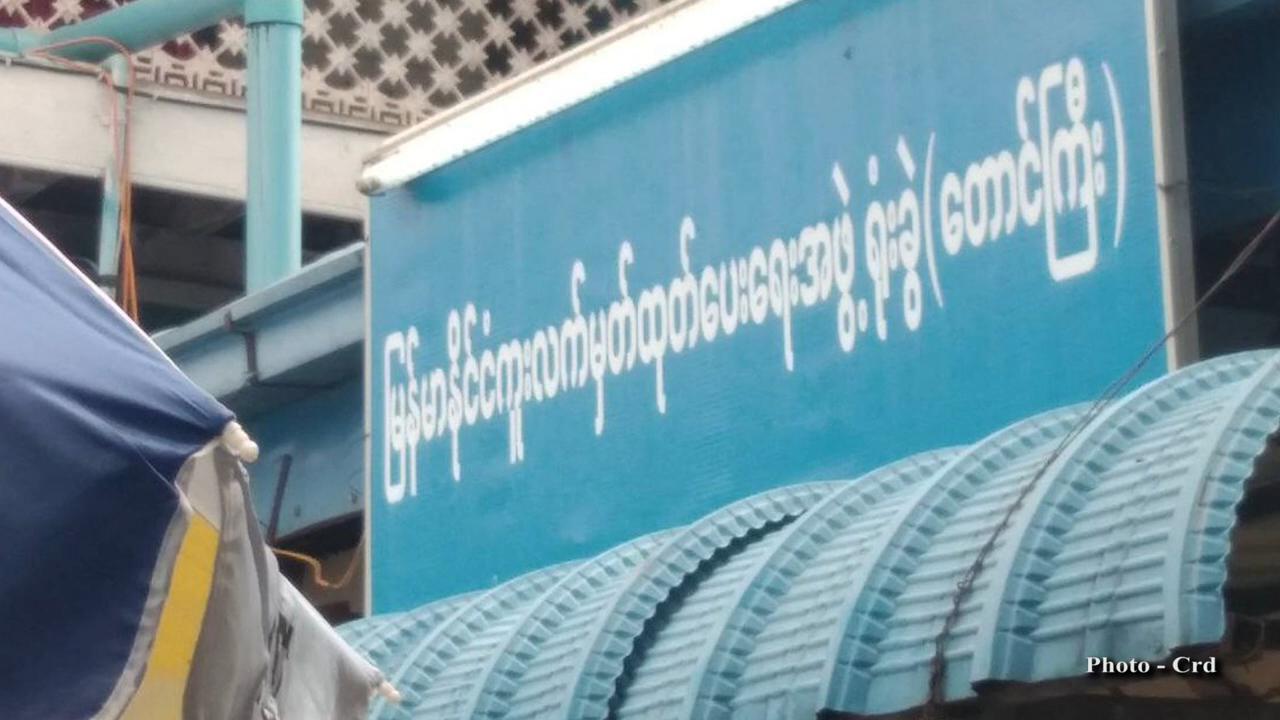 မြန်မာနိုင်ငံကူးလက်မှတ်ထုတ်ပေးရေးအဖွဲ့ ရုံးခွဲ(တောင်ကြီး)
Photo - Crd